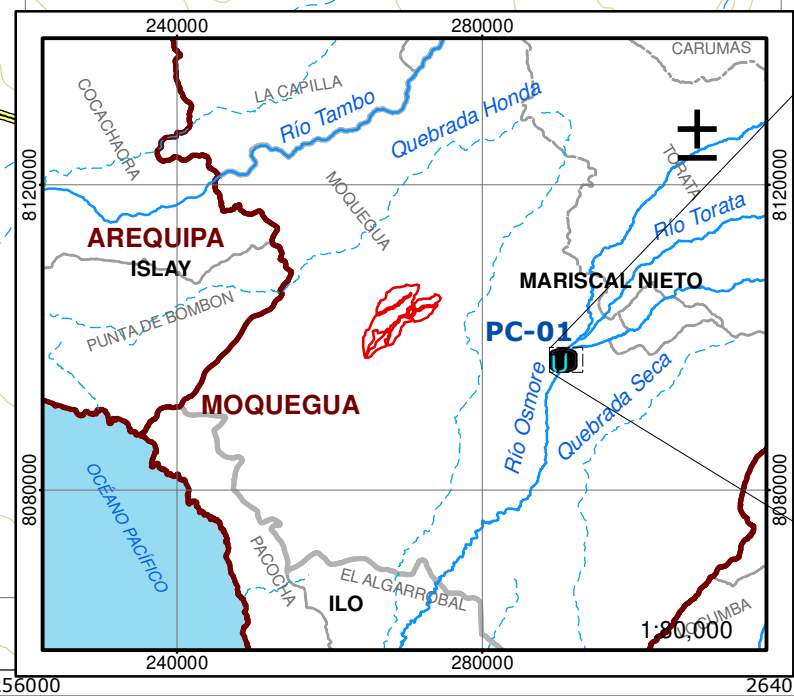 240000
280000
CARUMAS
LA CAPILLA
COCACHAORA
Río Tambo
Quebrada Honda
TORATA
8120000
8120000
MOQUEGUA
Río Torata
AREQUIPA
ISLAY
MARISCAL NIETO
PUNTA DE BOMBON
PC-01
U
MOQUEGUA
Río Osmore
Quebrada Seca
OCÉANO PACÍFICO
8080000
8080000
PACOCHA
EL ALGARROBAL
ILO
1:80,000
240000
280000
256000
2640